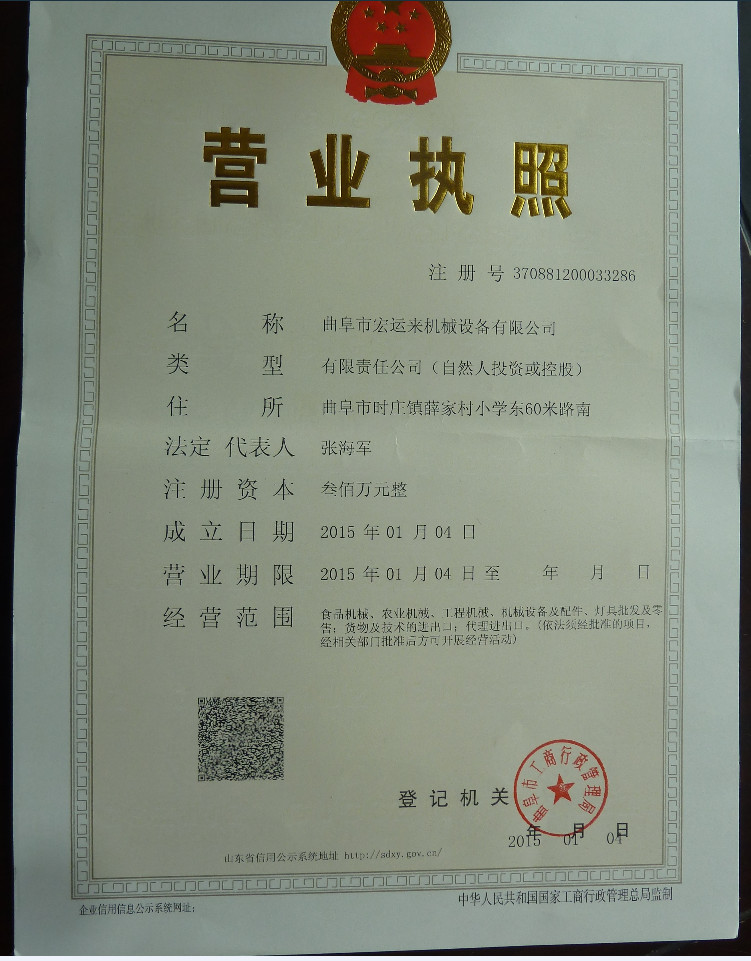 营业执照
注册号 370881200033286
名称 曲阜市宏运来机械设备有限公司
类型 有限责任公司（自然人投资或控股）
住所 曲阜市时庄镇薛家村小学东60米路南
法定代表人 张海军
注册资本 叁佰万元整
成立日期 2015 年 01 月 04 日
营业期限 2015 年 01 月 04 日 至 年 月 日
经营范围 食品机械、农业机械、工程机械、机械设备及配件、灯具批发及零
售；货物及技术的进出口；代理进出口。（依法须经批准的项目，
经相关部门批准后方可开展经营活动）
曲阜市工商行政管理局
登记机关
2015 年 01 月 04 日
山东省信用公示系统地址 http://sdxy.gov.cn/
企业信用信息公示系统网址：
中华人民共和国国家工商行政管理总局监制